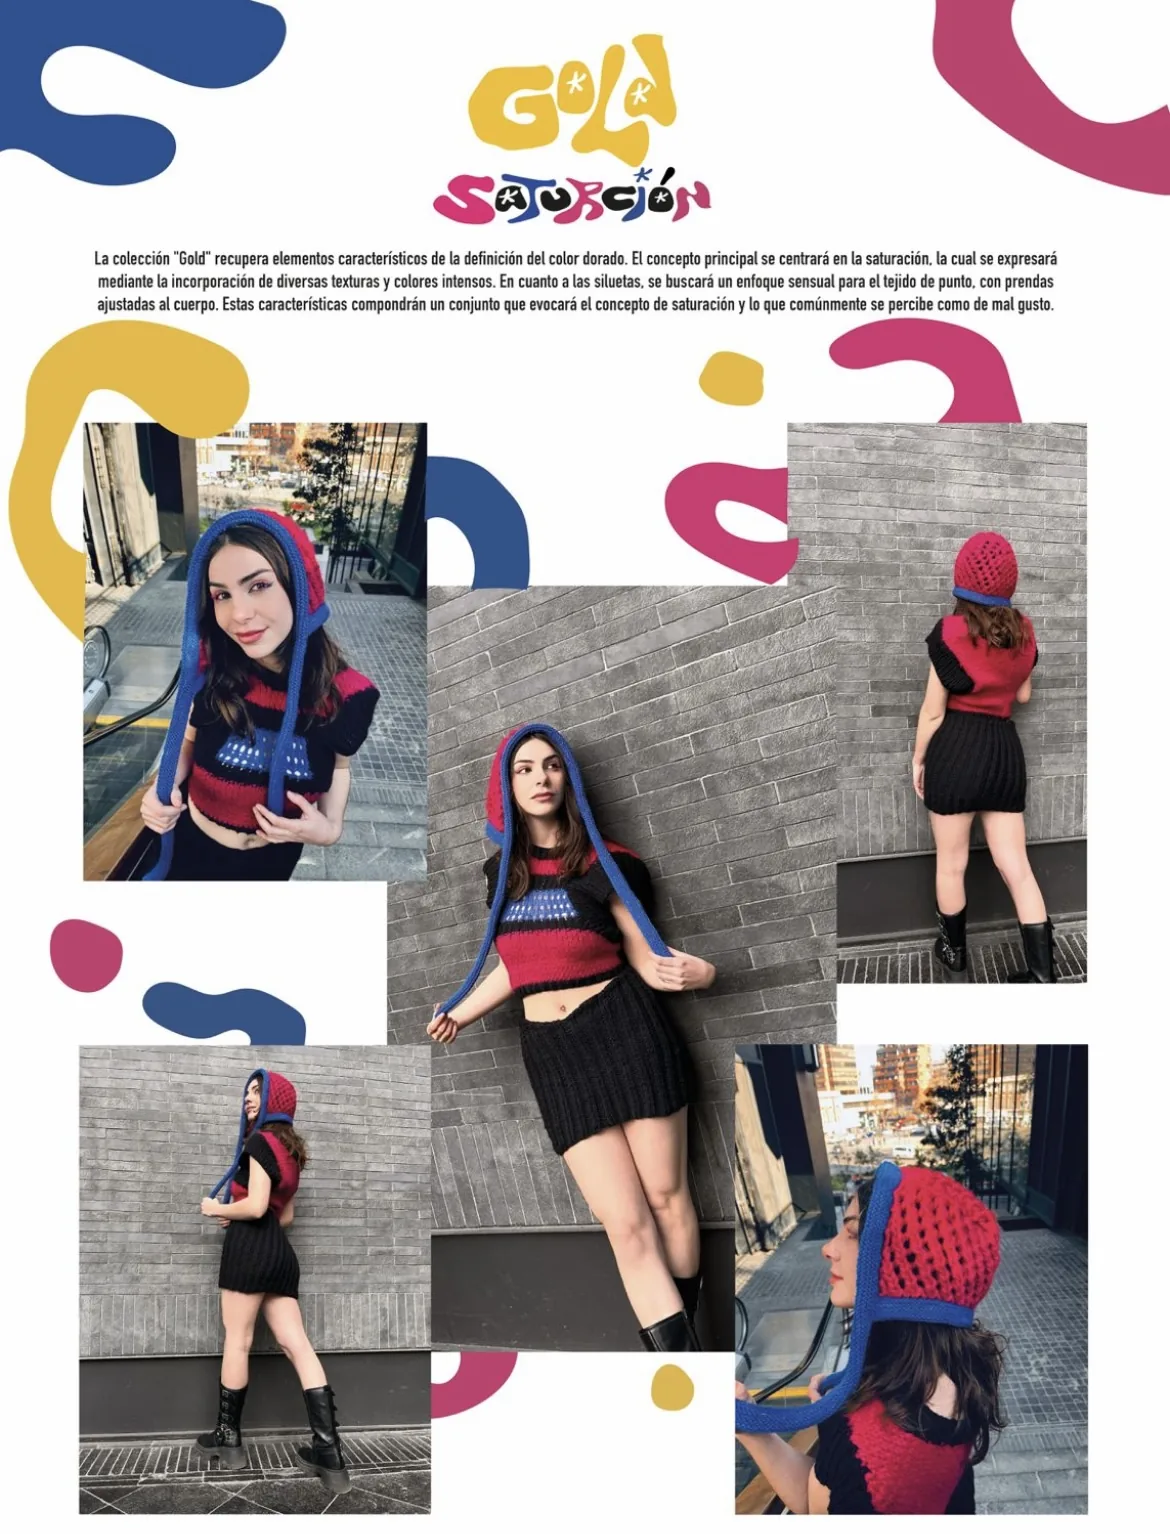 GOLD
SATURCIÓN
La colección "Gold" recupera elementos característicos de la definición del color dorado. El concepto principal se centrará en la saturación, la cual se expresará
mediante la incorporación de diversas texturas y colores intensos. En cuanto a las siluetas, se buscará un enfoque sensual para el tejido de punto, con prendas
ajustadas al cuerpo. Estas características compondrán un conjunto que evocará el concepto de saturación y lo que comúnmente se percibe como de mal gusto.